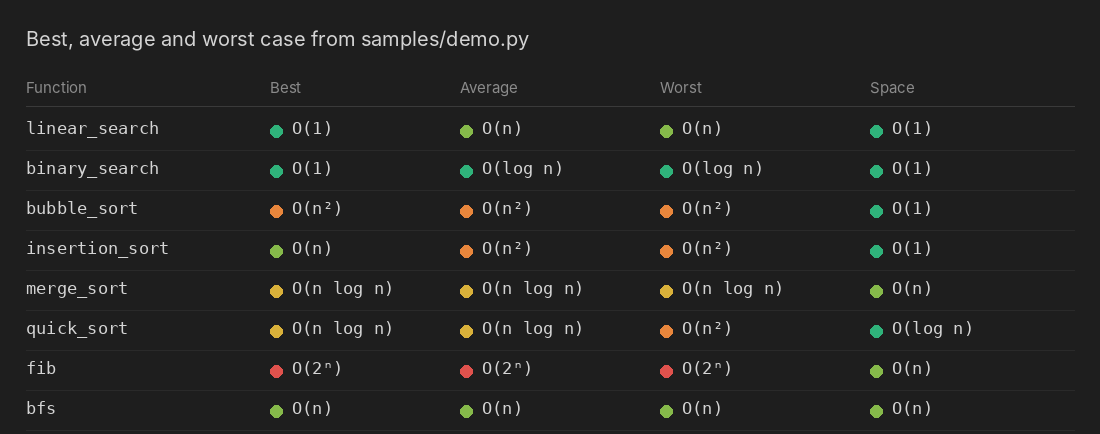 Best, average and worst case from samples/demo.py
Function Best Average Worst Space
linear_search O(1) O(n) O(n) O(1)
binary_search O(1) O(log n) O(log n) O(1)
bubble_sort O(n²) O(n²) O(n²) O(1)
insertion_sort O(n) O(n²) O(n²) O(1)
merge_sort O(n log n) O(n log n) O(n log n) O(n)
quick_sort O(n log n) O(n log n) O(n²) O(log n)
fib O(2ⁿ) O(2ⁿ) O(2ⁿ) O(n)
bfs O(n) O(n) O(n) O(n)